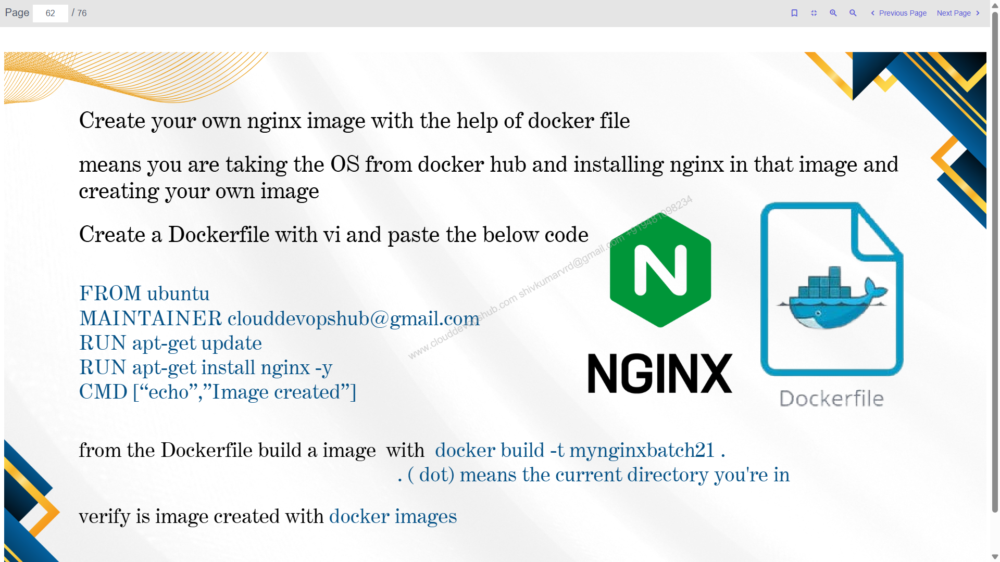 Page 62 / 76 Previous Page Next Page
Create your own nginx image with the help of docker file
means you are taking the OS from docker hub and installing nginx in that image and
creating your own image
Create a Dockerfile with vi and paste the below code
FROM ubuntu
MAINTAINER clouddevopshub@gmail.com
RUN apt-get update
RUN apt-get install nginx -y
CMD [“echo”,”Image created”]
www.clouddevopshub.com shivkumarvrd@gmail.com +919481098234
N
NGINX
Dockerfile
from the Dockerfile build a image with docker build -t mynginxbatch21 .
. ( dot) means the current directory you're in
verify is image created with docker images